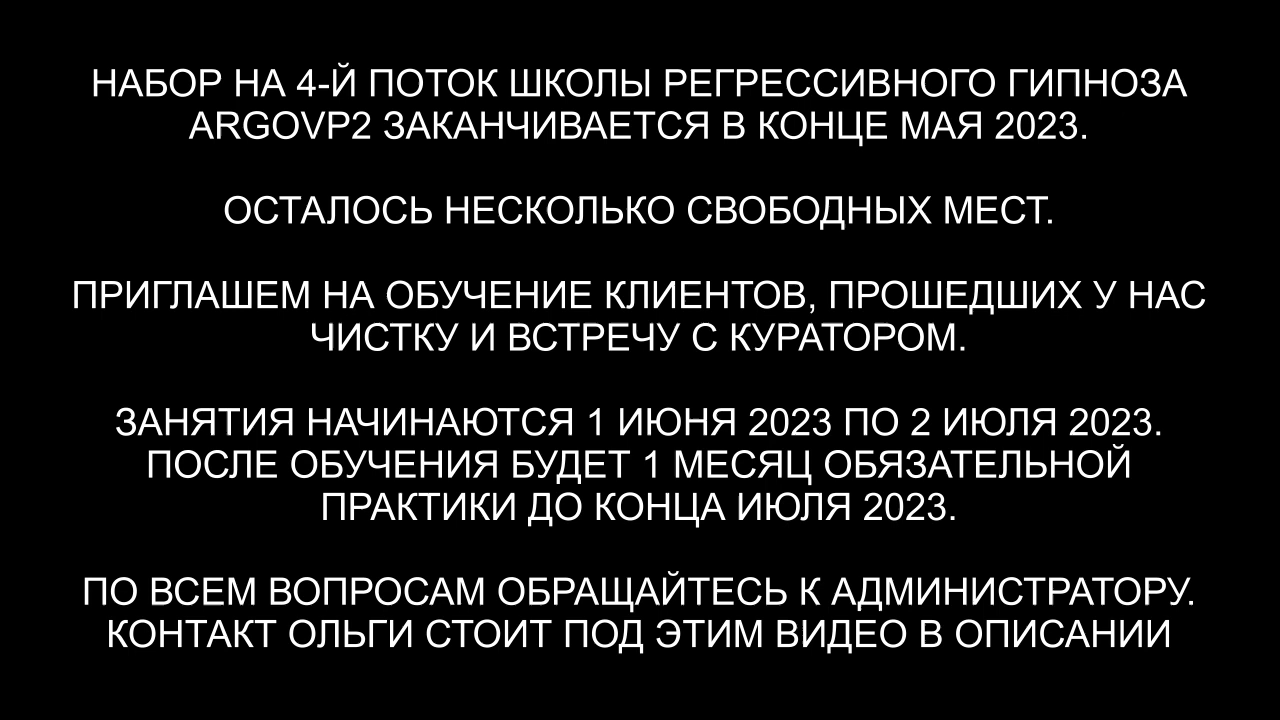 НАБОР НА 4-Й ПОТОК ШКОЛЫ РЕГРЕССИВНОГО ГИПНОЗА
ARGOVP2 ЗАКАНЧИВАЕТСЯ В КОНЦЕ МАЯ 2023.
ОСТАЛОСЬ НЕСКОЛЬКО СВОБОДНЫХ МЕСТ.
ПРИГЛАШЕМ НА ОБУЧЕНИЕ КЛИЕНТОВ, ПРОШЕДШИХ У НАС
ЧИСТКУ И ВСТРЕЧУ С КУРАТОРОМ.
ЗАНЯТИЯ НАЧИНАЮТСЯ 1 ИЮНЯ 2023 ПО 2 ИЮЛЯ 2023.
ПОСЛЕ ОБУЧЕНИЯ БУДЕТ 1 МЕСЯЦ ОБЯЗАТЕЛЬНОЙ
ПРАКТИКИ ДО КОНЦА ИЮЛЯ 2023.
ПО ВСЕМ ВОПРОСАМ ОБРАЩАЙТЕСЬ К АДМИНИСТРАТОРУ.
КОНТАКТ ОЛЬГИ СТОИТ ПОД ЭТИМ ВИДЕО В ОПИСАНИИ